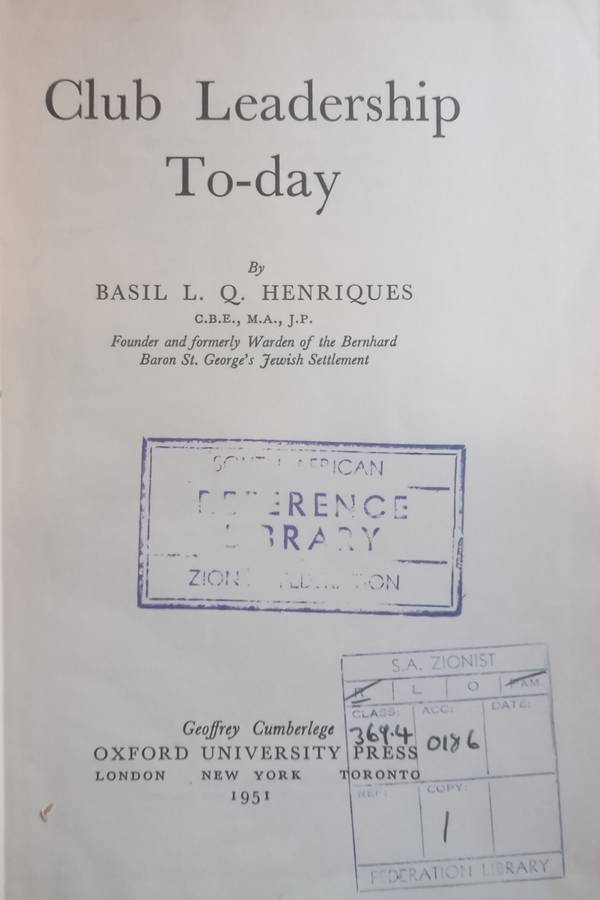 Club Leadership
To-day
By
BASIL L. Q. HENRIQUES
C.B.E., M.A., J.P.
Founder and formerly Warden of the Bernhard
Baron St. George's Jewish Settlement
SOUTH AFRICAN
REFERENCE
LIBRARY
ZIONIST FEDERATION
Geoffrey Cumberlege
OXFORD UNIVERSITY PRESS
LONDON NEW YORK TORONTO
1951
S.A. ZIONIST
R L O PAM.
CLASS: ACC: DATE:
369.4 0186
REF: COPY:
1
FEDERATION LIBRARY